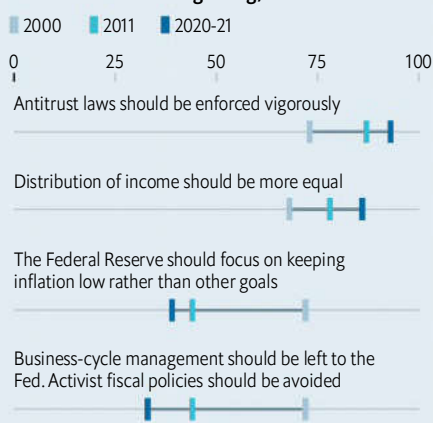 2000 2011 2020-21
0 25 50 75 100
Antitrust laws should be enforced vigorously
Distribution of income should be more equal
The Federal Reserve should focus on keeping
inflation low rather than other goals
Business-cycle management should be left to the
Fed. Activist fiscal policies should be avoided